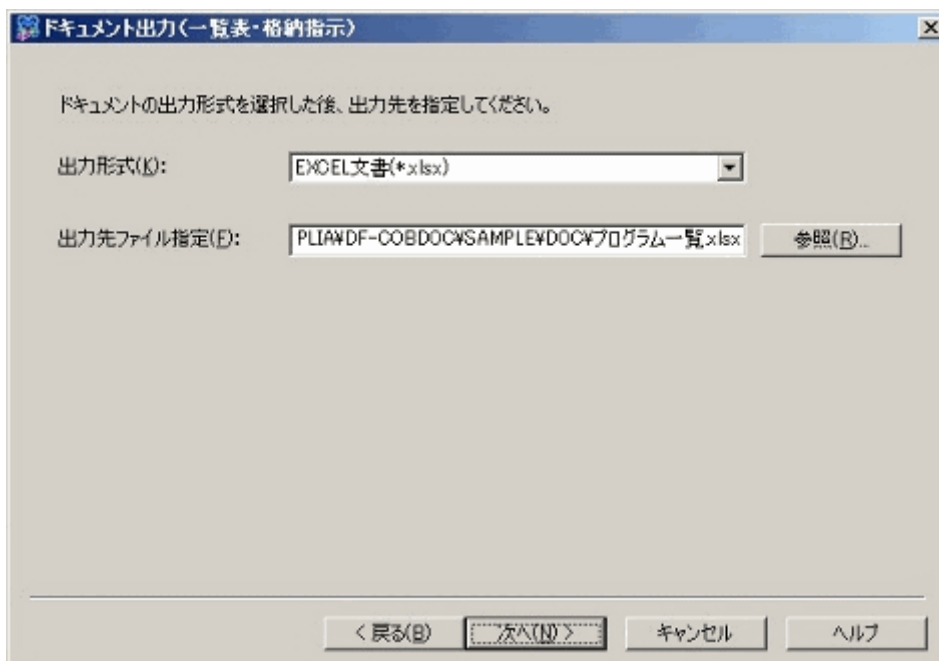 ドキュメント出力(一覧表・格納指示)
ドキュメントの出力形式を選択した後、出力先を指定してください。
出力形式(K):
EXCEL文書(*.xlsx)
出力先ファイル指定(F):
PLIA¥DF-COBDOC¥SAMPLE¥DOC¥プログラム一覧.xlsx
参照(R)...
< 戻る(B)
次へ(N) >
キャンセル
ヘルプ